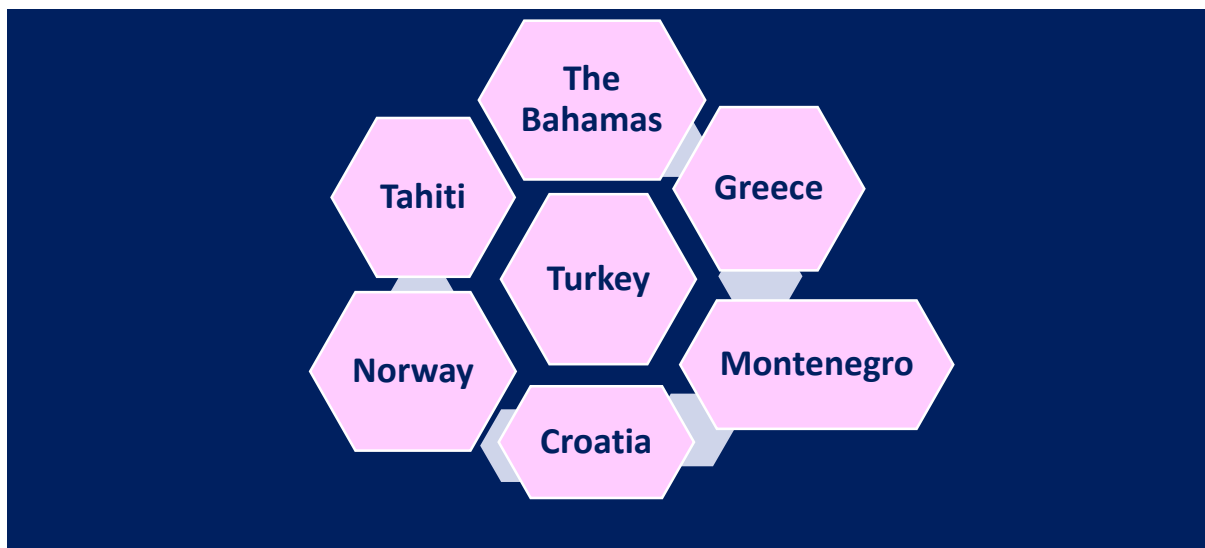 The
Bahamas
Greece
Tahiti
Turkey
Montenegro
Norway
Croatia